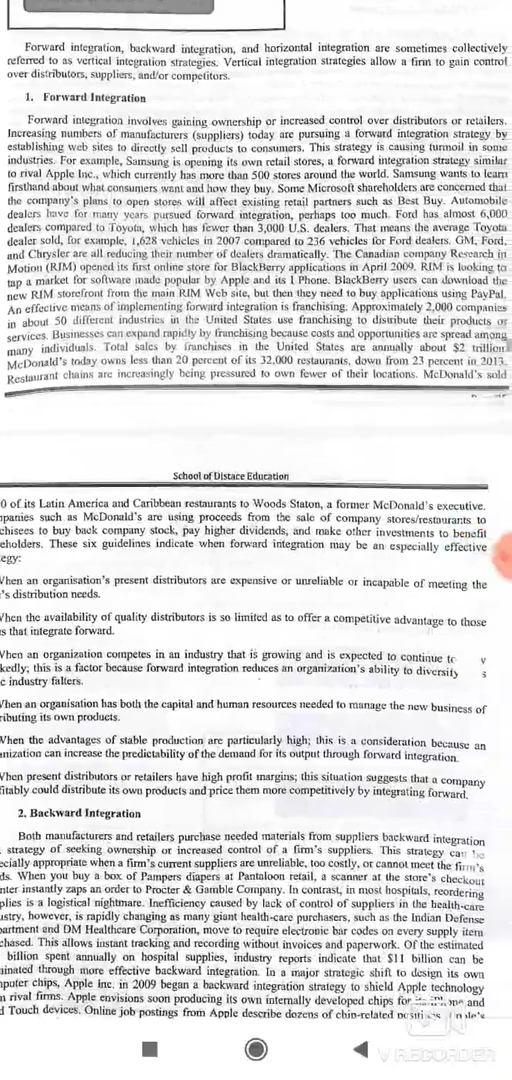 Forward integration, backward integration, and horizontal integration are sometimes collectively
referred to as vertical integration strategies. Vertical integration strategies allow a firm to gain control
over distributors, suppliers, and/or competitors.
1. Forward Integration
Forward integration involves gaining ownership or increased control over distributors or retailers.
Increasing numbers of manufacturers (suppliers) today are pursuing a forward integration strategy by
establishing web sites to directly sell products to consumers. This strategy is causing turmoil in some
industries. For example, Samsung is opening its own retail stores, a forward integration strategy similar
to rival Apple Inc., which currently has more than 500 stores around the world. Samsung wants to learn
firsthand about what consumers want and how they buy. Some Microsoft shareholders are concerned that
the company's plans to open stores will affect existing retail partners such as Best Buy. Automobile
dealers have for many years pursued forward integration, perhaps too much. Ford has almost 6,000
dealers compared to Toyota, which has fewer than 3,000 U.S. dealers. That means the average Toyota
dealer sold, for example, 1,628 vehicles in 2007 compared to 236 vehicles for Ford dealers. GM, Ford,
and Chrysler are all reducing their number of dealers dramatically. The Canadian company Research in
Motion (RIM) opened its first online store for BlackBerry applications in April 2009. RIM is looking to
tap a market for software made popular by Apple and its I Phone. BlackBerry users can download the
new RIM storefront from the main RIM Web site, but then they need to buy applications using PayPal.
An effective means of implementing forward integration is franchising. Approximately 2,000 companies
in about 50 different industries in the United States use franchising to distribute their products or
services. Businesses can expand rapidly by franchising because costs and opportunities are spread among
many individuals. Total sales by franchises in the United States are annually about $2 trillion.
McDonald's today owns less than 20 percent of its 32,000 restaurants, down from 23 percent in 2013.
Restaurant chains are increasingly being pressured to own fewer of their locations. McDonald's sold
School of Distace Education
0 of its Latin America and Caribbean restaurants to Woods Staton, a former McDonald's executive.
panies such as McDonald's are using proceeds from the sale of company stores/restaurants to
chisees to buy back company stock, pay higher dividends, and make other investments to benefit
eholders. These six guidelines indicate when forward integration may be an especially effective
egy:
When an organisation's present distributors are expensive or unreliable or incapable of meeting the
's distribution needs.
When the availability of quality distributors is so limited as to offer a competitive advantage to those
s that integrate forward.
When an organization competes in an industry that is growing and is expected to continue to
kedly; this is a factor because forward integration reduces an organization's ability to diversity
c industry falters.
When an organisation has both the capital and human resources needed to manage the new business of
ributing its own products.
When the advantages of stable production are particularly high; this is a consideration because an
anization can increase the predictability of the demand for its output through forward integration.
When present distributors or retailers have high profit margins; this situation suggests that a company
fitably could distribute its own products and price them more competitively by integrating forward.
2. Backward Integration
Both manufacturers and retailers purchase needed materials from suppliers backward integration
strategy of seeking ownership or increased control of a firm's suppliers. This strategy can be
ecially appropriate when a firm's current suppliers are unreliable, too costly, or cannot meet the firm's
ds. When you buy a box of Pampers diapers at Pantaloon retail, a scanner at the store's checkout
nter instantly zaps an order to Procter & Gamble Company. In contrast, in most hospitals, reordering
plies is a logistical nightmare. Inefficiency caused by lack of control of suppliers in the health-care
ustry, however, is rapidly changing as many giant health-care purchasers, such as the Indian Defense
partment and DM Healthcare Corporation, move to require electronic bar codes on every supply item
chased. This allows instant tracking and recording without invoices and paperwork. Of the estimated
billion spent annually on hospital supplies, industry reports indicate that $11 billion can be
minated through more effective backward integration. In a major strategic shift to design its own
nputer chips, Apple Inc. in 2009 began a backward integration strategy to shield Apple technology
n rival firms. Apple envisions soon producing its own internally developed chips for its iPhone and
d Touch devices. Online job postings from Apple describe dozens of chip-related
V RECORDER